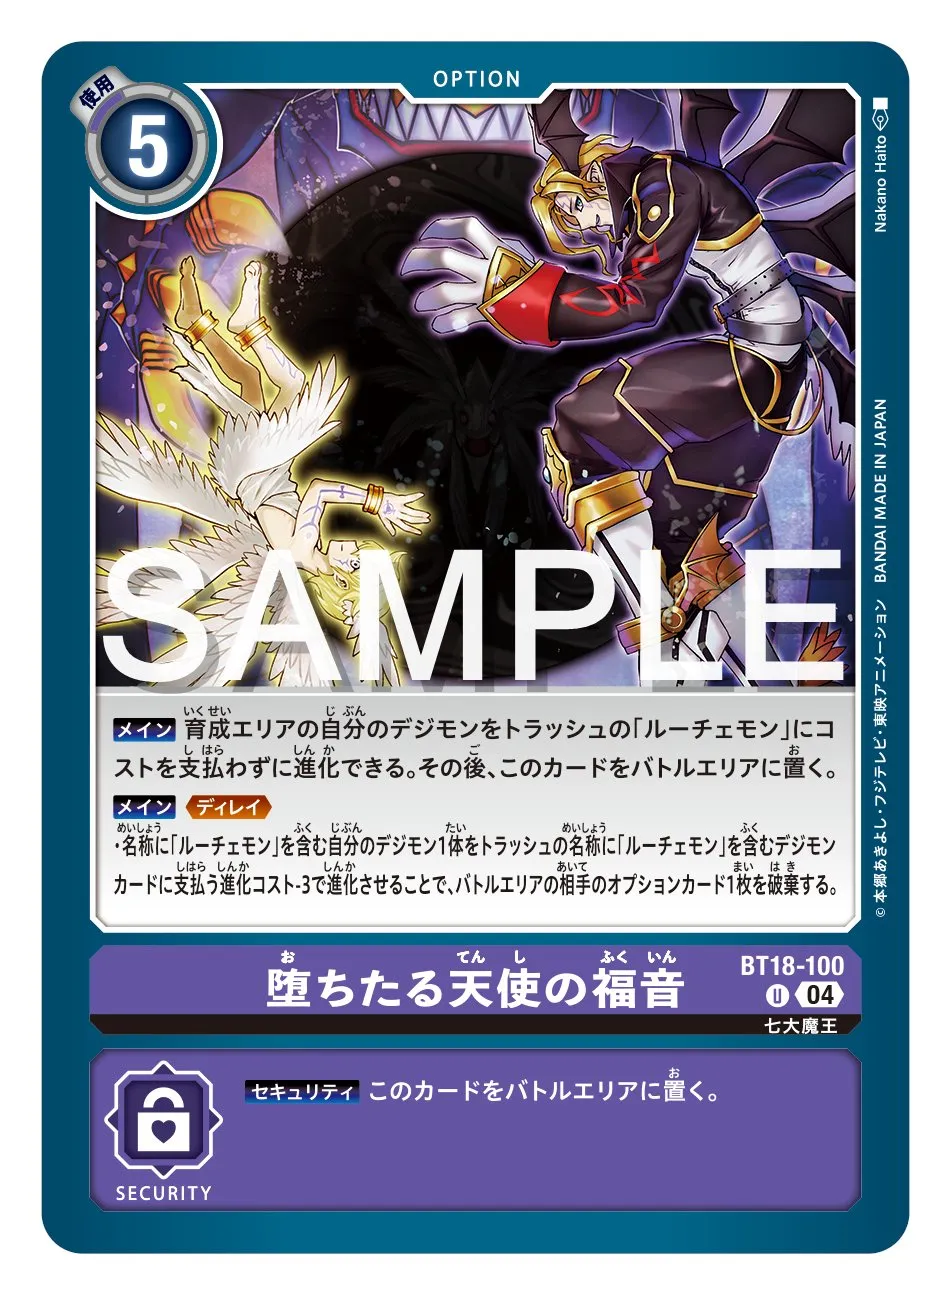 OPTION
使用
5
Nakano Haito
SAMPLE
メイン 育成エリアの自分のデジモンをトラッシュの「ルーチェモン」にコ
ストを支払わずに進化できる。その後、このカードをバトルエリアに置く。
メイン ディレイ
・名称に「ルーチェモン」を含む自分のデジモン1体をトラッシュの名称に「ルーチェモン」を含むデジモン
カードに支払う進化コスト-3で進化させることで、バトルエリアの相手のオプションカード1枚を破棄する。
©本郷あきよし・フジテレビ・東映アニメーション BANDAI MADE IN JAPAN
堕ちたる天使の福音
BT18-100
U 04
七大魔王
セキュリティ このカードをバトルエリアに置く。
SECURITY